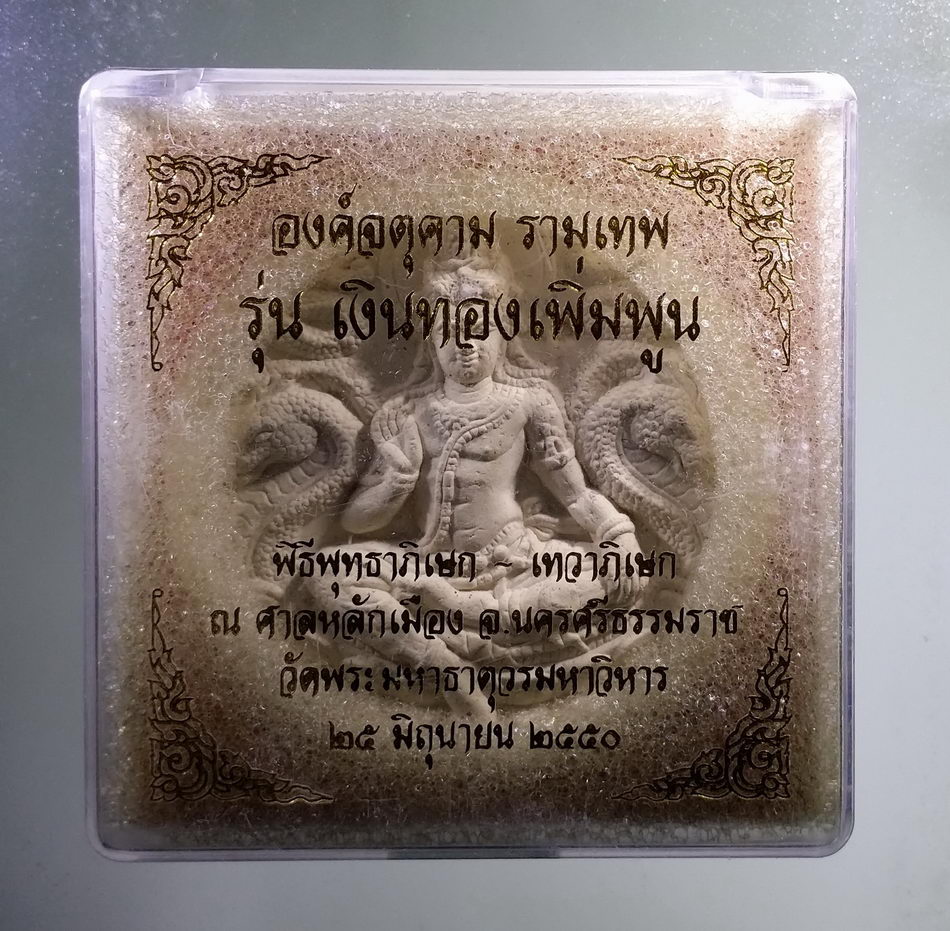 องค์จตุคาม รามเทพ
รุ่น เงินทองเพิ่มพูน
พิธีพุทธาภิเษก ~ เทวาภิเษก
ณ ศาลหลักเมือง จ.นครศรีธรรมราช
วัดพระมหาธาตุวรมหาวิหาร
๒๕ มิถุนายน ๒๕๕๐